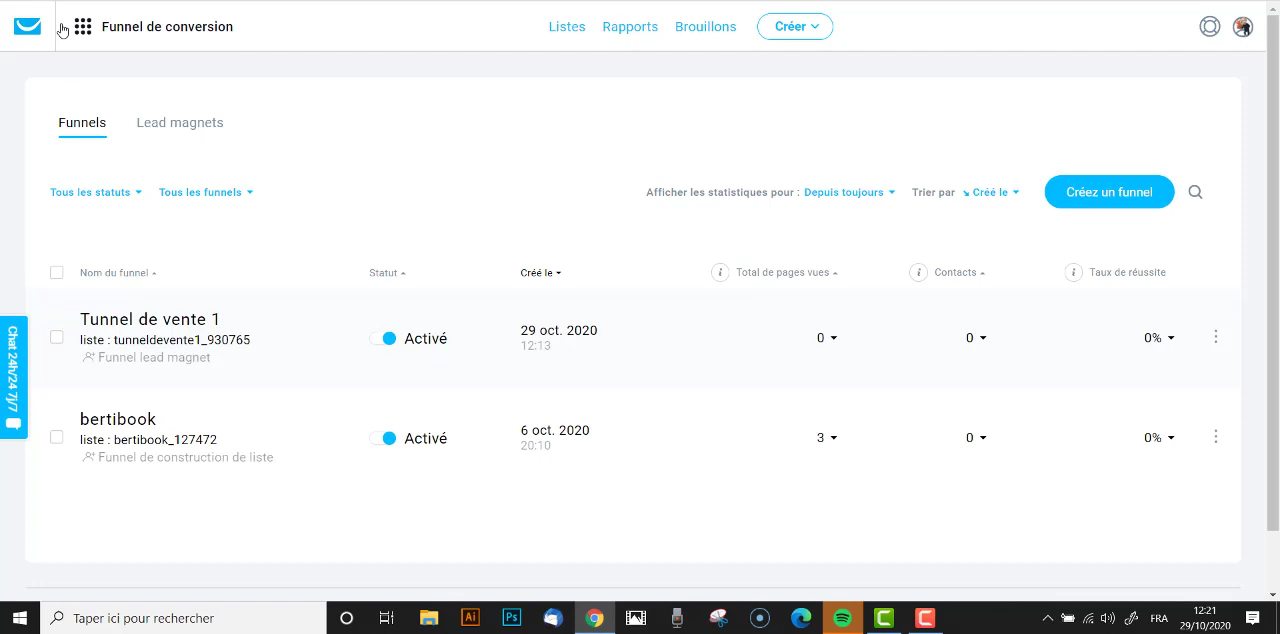 Funnel de conversion Listes Rapports Brouillons Créer
Funnels Lead magnets
Tous les statuts Tous les funnels Afficher les statistiques pour : Depuis toujours Trier par Créé le Créez un funnel
Nom du funnel Statut Créé le i Total de pages vues i Contacts i Taux de réussite
Tunnel de vente 1
liste : tunneldevente1_930765
Funnel lead magnet
Activé
29 oct. 2020
12:13
0 0 0%
bertibook
liste : bertibook_127472
Funnel de construction de liste
Activé
6 oct. 2020
20:10
3 0 0%
Chat 24h/24 7j/7
Taper ici pour rechercher
Ai
Ps
C
C
FRA
12:21
29/10/2020